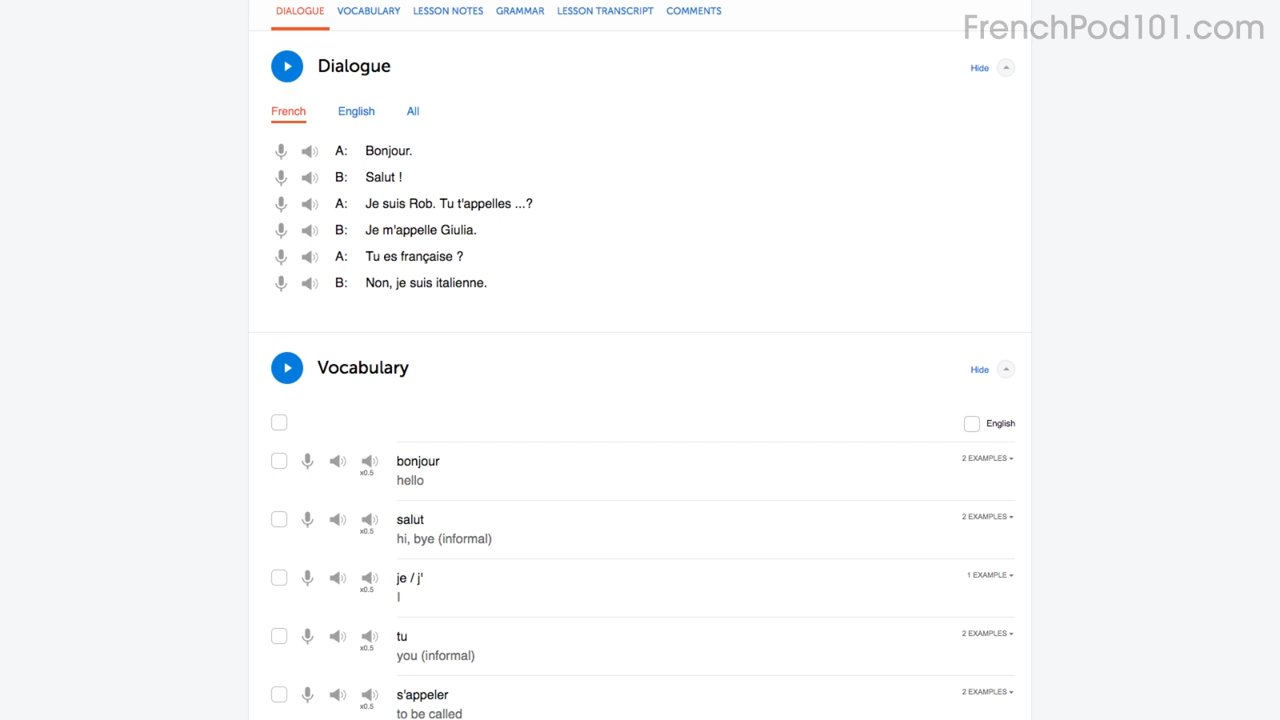 DIALOGUE VOCABULARY LESSON NOTES GRAMMAR LESSON TRANSCRIPT COMMENTS
FrenchPod101.com
Dialogue
Hide
French English All
A: Bonjour.
B: Salut !
A: Je suis Rob. Tu t'appelles ...?
B: Je m'appelle Giulia.
A: Tu es française ?
B: Non, je suis italienne.
Vocabulary
Hide
English
bonjour
2 EXAMPLES
x0.5
hello
salut
2 EXAMPLES
x0.5
hi, bye (informal)
je / j'
1 EXAMPLE
x0.5
I
tu
2 EXAMPLES
x0.5
you (informal)
s'appeler
2 EXAMPLES
x0.5
to be called